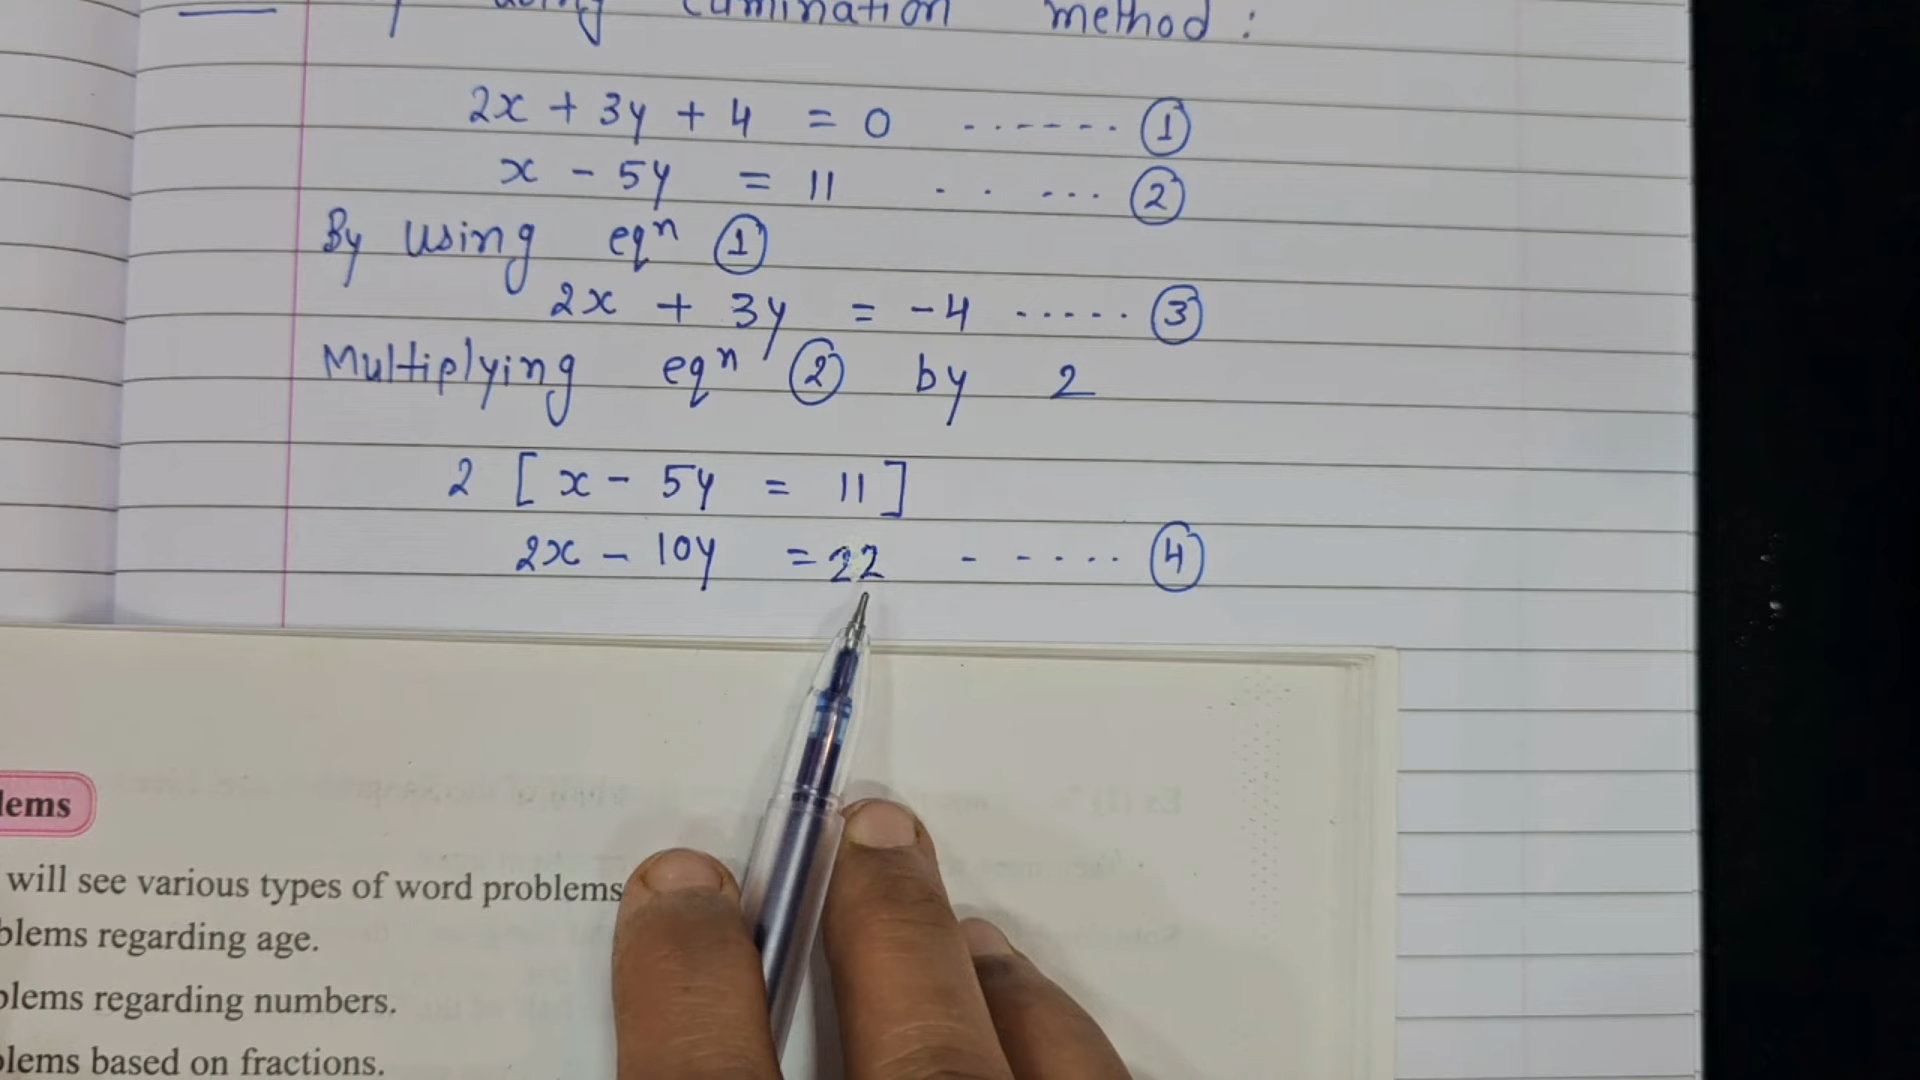 using Elimination method :
2x + 3y + 4 = 0 ------- ①
x - 5y = 11 . . . . . ②
By using eqⁿ ①
2x + 3y = -4 ...... ③
Multiplying eqⁿ ② by 2
2 [ x - 5y = 11 ]
2x - 10y = 22 - - . . . . ④
lems
will see various types of word problems
blems regarding age.
blems regarding numbers.
blems based on fractions.